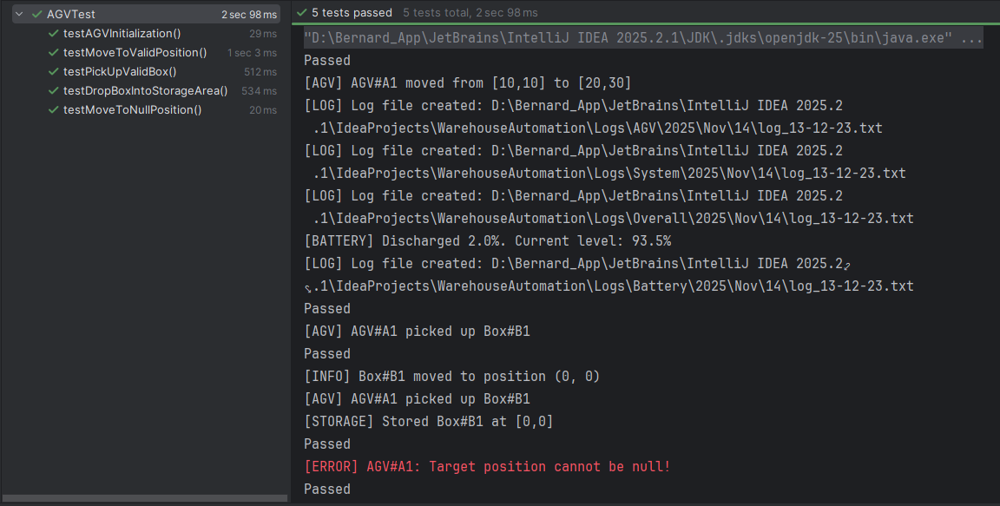 AGVTest 2 sec 98 ms
testAGVInitialization() 29 ms
testMoveToValidPosition() 1 sec 3 ms
testPickUpValidBox() 512 ms
testDropBoxIntoStorageArea() 534 ms
testMoveToNullPosition() 20 ms
5 tests passed 5 tests total, 2 sec 98 ms
"D:\Bernard_App\JetBrains\IntelliJ IDEA 2025.2.1\JDK\.jdks\openjdk-25\bin\java.exe" ...
Passed
[AGV] AGV#A1 moved from [10,10] to [20,30]
[LOG] Log file created: D:\Bernard_App\JetBrains\IntelliJ IDEA 2025.2
.1\IdeaProjects\WarehouseAutomation\Logs\AGV\2025\Nov\14\log_13-12-23.txt
[LOG] Log file created: D:\Bernard_App\JetBrains\IntelliJ IDEA 2025.2
.1\IdeaProjects\WarehouseAutomation\Logs\System\2025\Nov\14\log_13-12-23.txt
[LOG] Log file created: D:\Bernard_App\JetBrains\IntelliJ IDEA 2025.2
.1\IdeaProjects\WarehouseAutomation\Logs\Overall\2025\Nov\14\log_13-12-23.txt
[BATTERY] Discharged 2.0%. Current level: 93.5%
[LOG] Log file created: D:\Bernard_App\JetBrains\IntelliJ IDEA 2025.2
.1\IdeaProjects\WarehouseAutomation\Logs\Battery\2025\Nov\14\log_13-12-23.txt
Passed
[AGV] AGV#A1 picked up Box#B1
Passed
[INFO] Box#B1 moved to position (0, 0)
[AGV] AGV#A1 picked up Box#B1
[STORAGE] Stored Box#B1 at [0,0]
Passed
[ERROR] AGV#A1: Target position cannot be null!
Passed